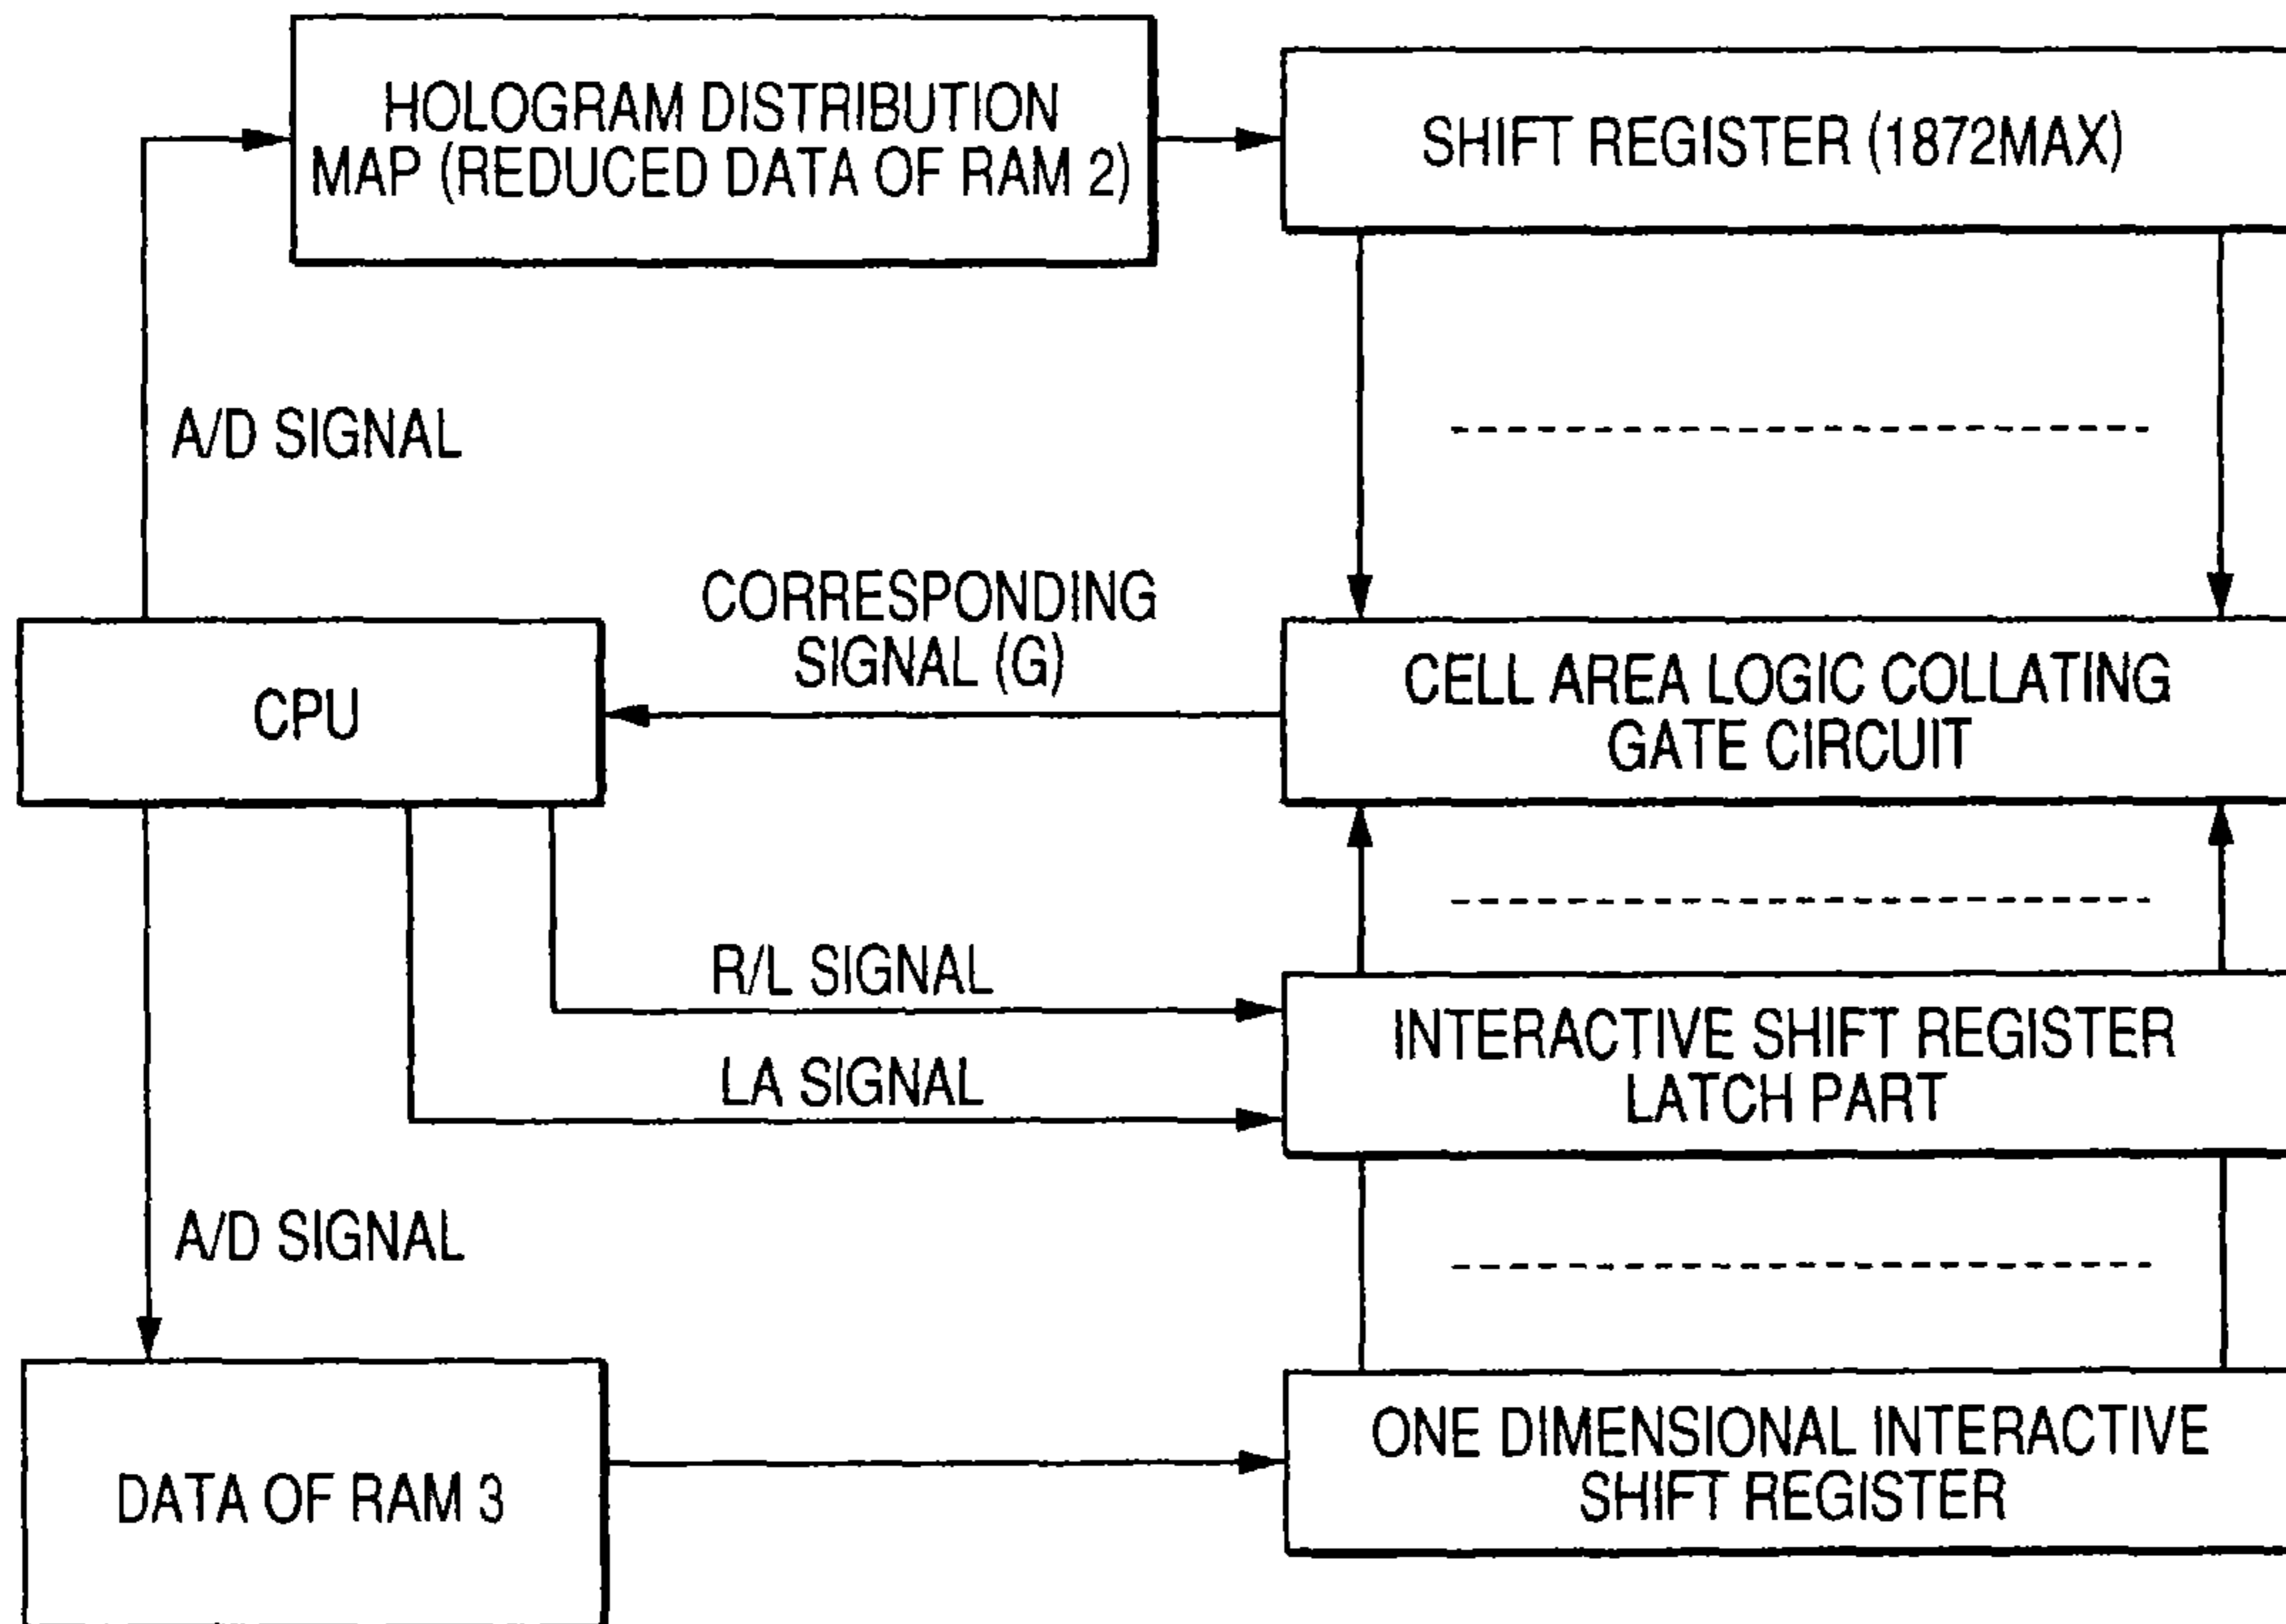 HOLOGRAM DISTRIBUTION
MAP (REDUCED DATA OF RAM 2)
SHIFT REGISTER (1872MAX)
A/D SIGNAL
CORRESPONDING
SIGNAL (G)
CPU
CELL AREA LOGIC COLLATING
GATE CIRCUIT
R/L SIGNAL
LA SIGNAL
INTERACTIVE SHIFT REGISTER
LATCH PART
A/D SIGNAL
DATA OF RAM 3
ONE DIMENSIONAL INTERACTIVE
SHIFT REGISTER